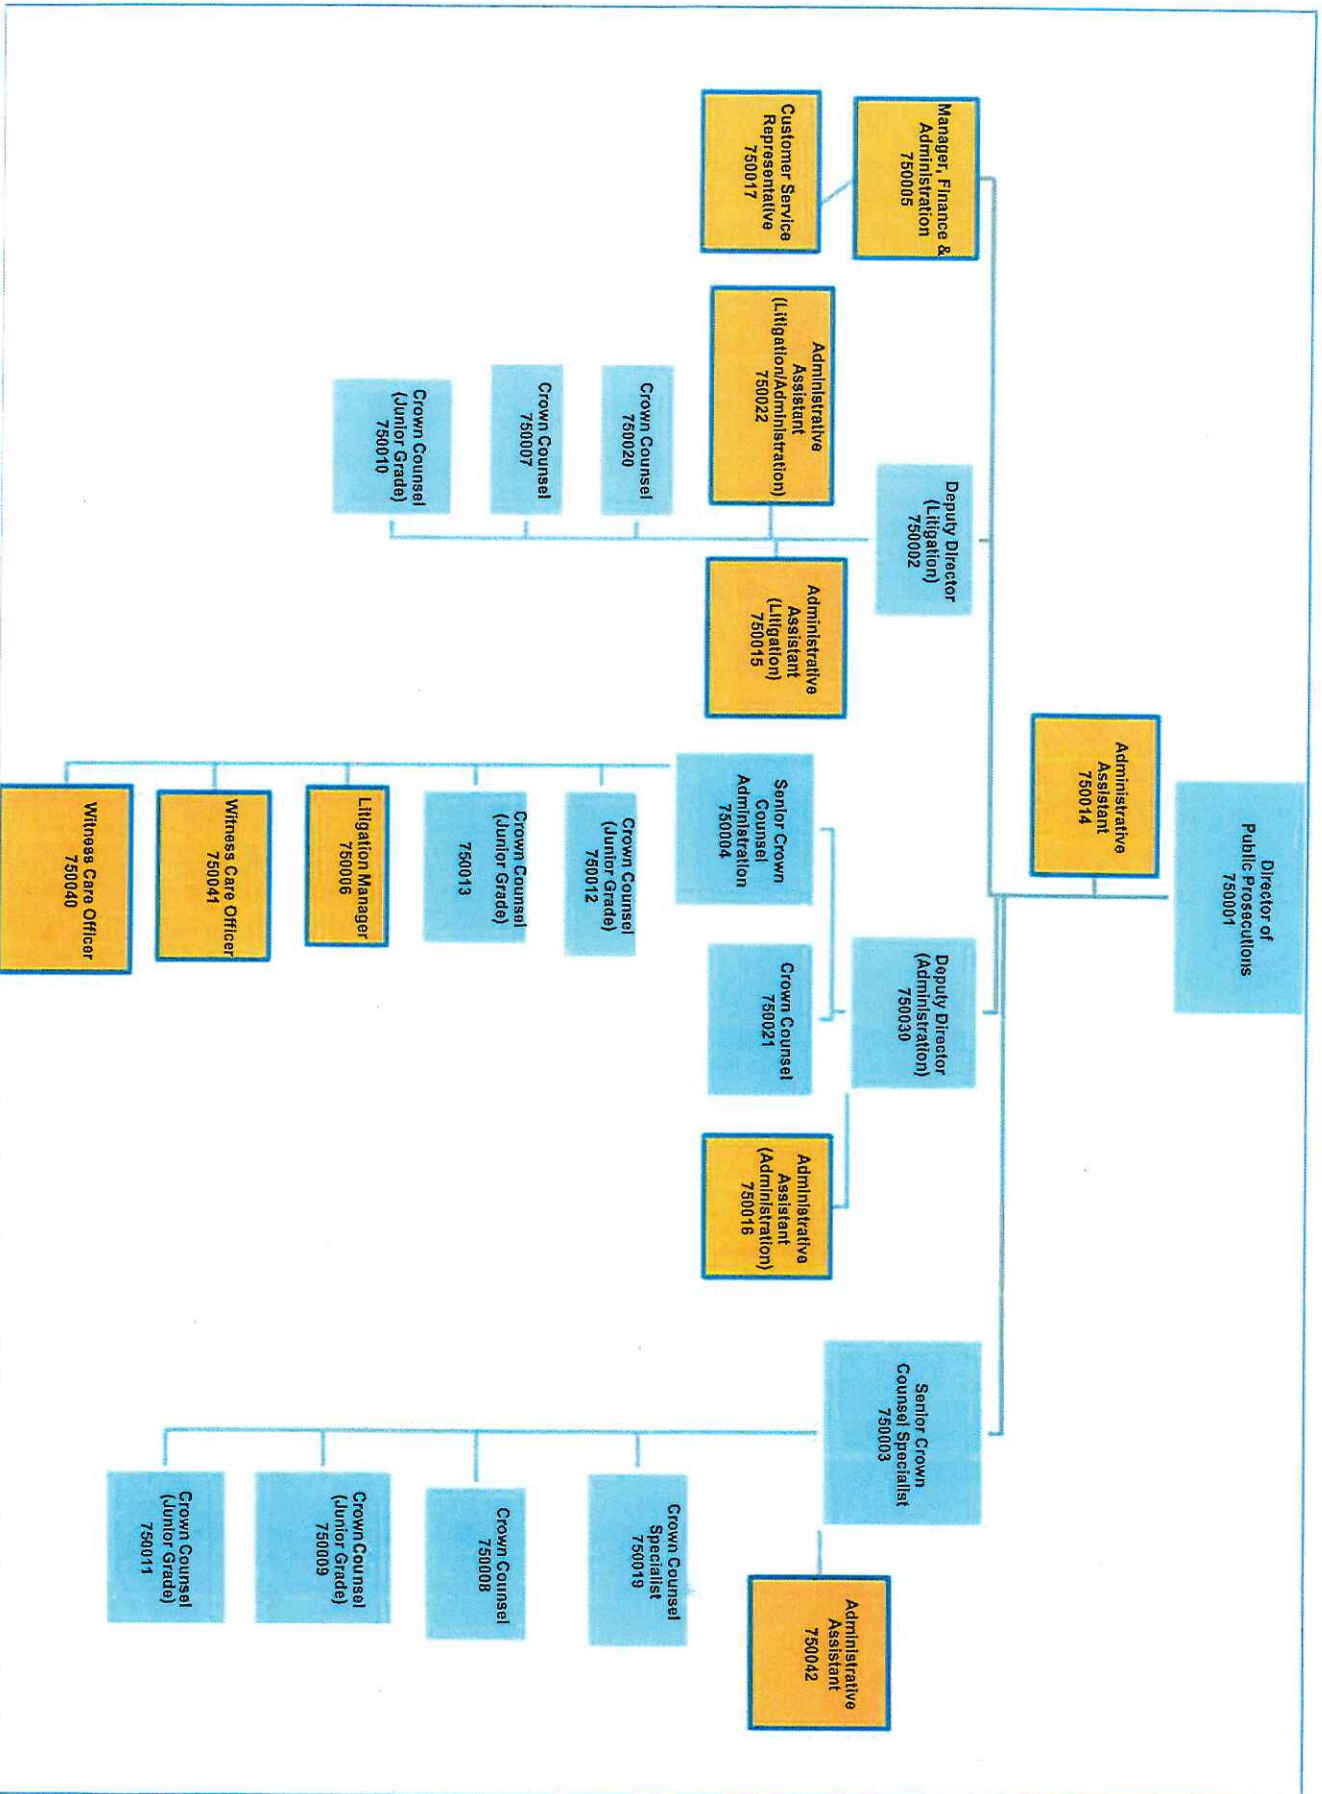 Director of
Public Prosecutions
750001
Administrative
Assistant
750014
Manager, Finance &
Administration
750005
Customer Service
Representative
750017
Deputy Director
(Litigation)
750002
Administrative
Assistant
(Litigation/Administration)
750022
Administrative
Assistant
(Litigation)
750015
Crown Counsel
750020
Crown Counsel
750007
Crown Counsel
(Junior Grade)
750010
Deputy Director
(Administration)
750030
Senior Crown
Counsel
Administration
750004
Crown Counsel
750021
Administrative
Assistant
(Administration)
750016
Crown Counsel
(Junior Grade)
750012
Crown Counsel
(Junior Grade)
750013
Litigation Manager
750006
Witness Care Officer
750041
Witness Care Officer
750040
Senior Crown
Counsel Specialist
750003
Administrative
Assistant
750042
Crown Counsel
Specialist
750019
Crown Counsel
750008
Crown Counsel
(Junior Grade)
750009
Crown Counsel
(Junior Grade)
750011